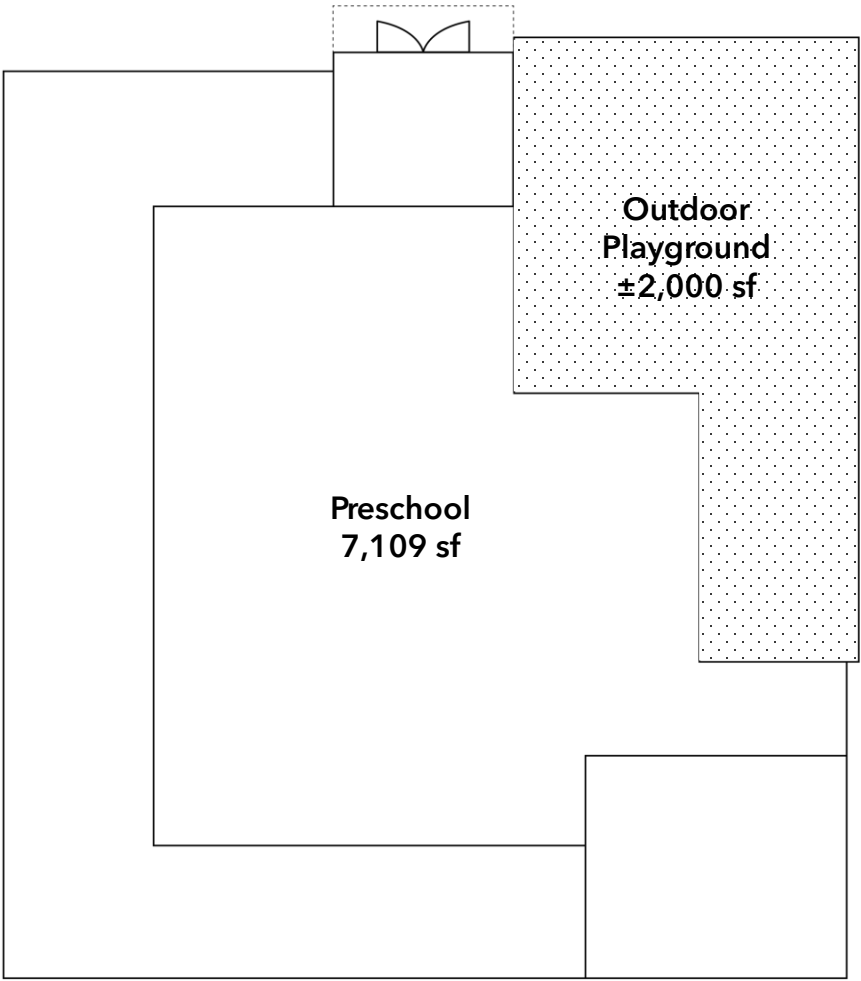 Outdoor
Playground
±2,000 sf
Preschool
7,109 sf